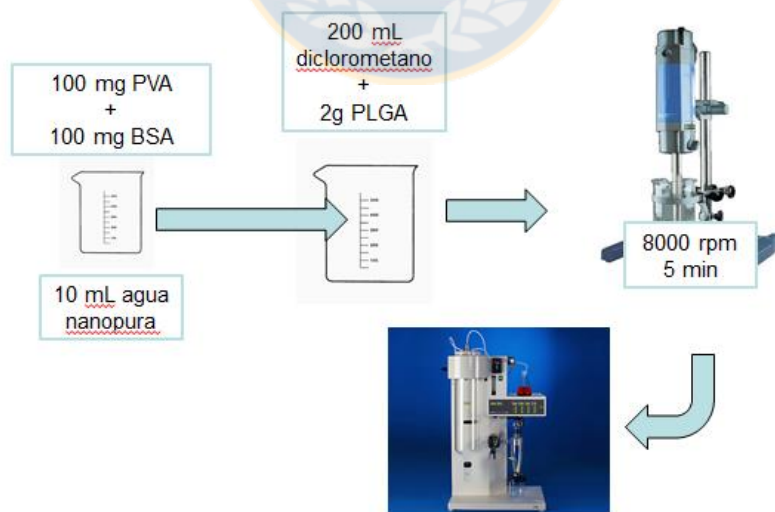 100 mg PVA
+
100 mg BSA
10 mL agua
nanopura
200 mL
diclorometano
+
2g PLGA
8000 rpm
5 min